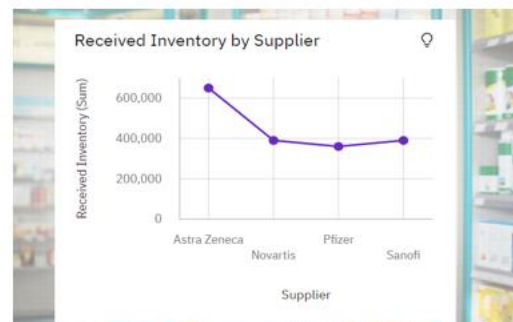 Received Inventory by Supplier
Received Inventory (Sum)
600,000
400,000
200,000
0
Astra Zeneca
Novartis
Pfizer
Sanofi
Supplier